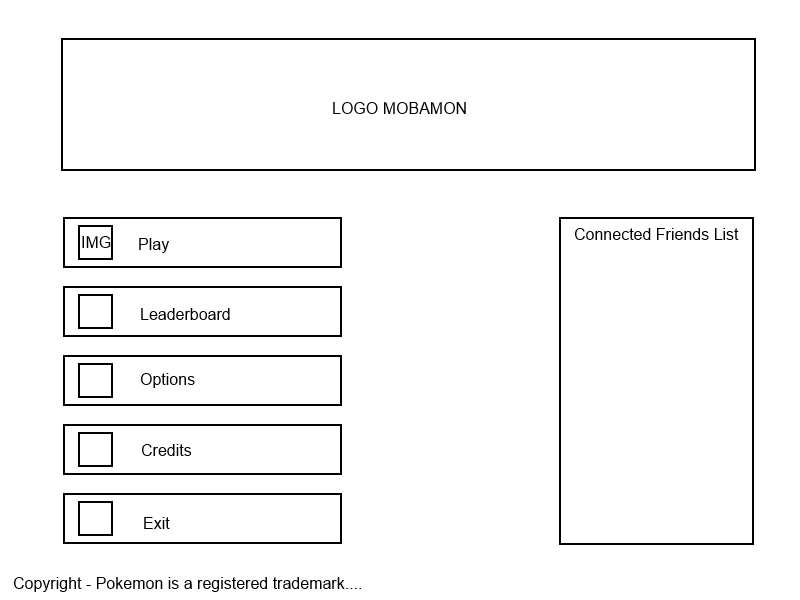 LOGO MOBAMON
IMG
Play
Leaderboard
Options
Credits
Exit
Connected Friends List
Copyright - Pokemon is a registered trademark....